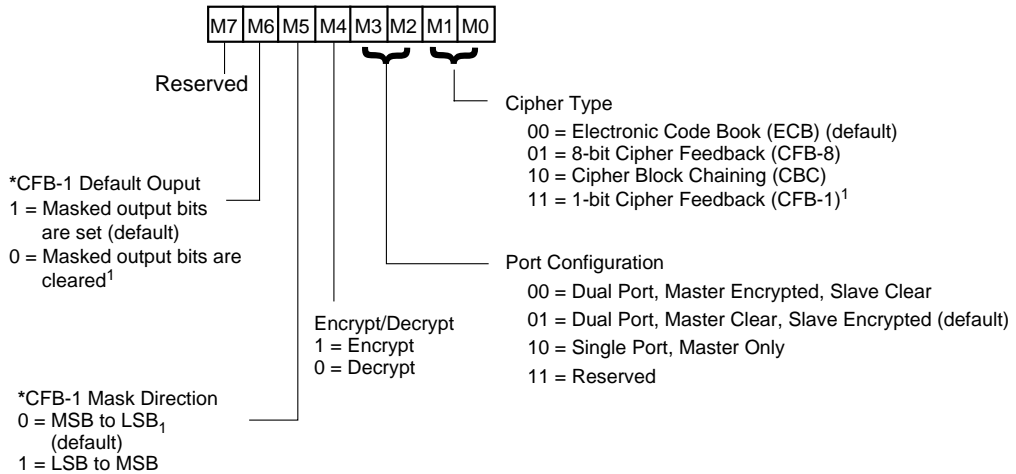 M7 M6 M5 M4 M3 M2 M1 M0
Reserved
Cipher Type
00 = Electronic Code Book (ECB) (default)
01 = 8-bit Cipher Feedback (CFB-8)
10 = Cipher Block Chaining (CBC)
11 = 1-bit Cipher Feedback (CFB-1)1
*CFB-1 Default Ouput
1 = Masked output bits
are set (default)
0 = Masked output bits are
cleared1
Port Configuration
00 = Dual Port, Master Encrypted, Slave Clear
01 = Dual Port, Master Clear, Slave Encrypted (default)
10 = Single Port, Master Only
11 = Reserved
Encrypt/Decrypt
1 = Encrypt
0 = Decrypt
*CFB-1 Mask Direction
0 = MSB to LSB1
(default)
1 = LSB to MSB